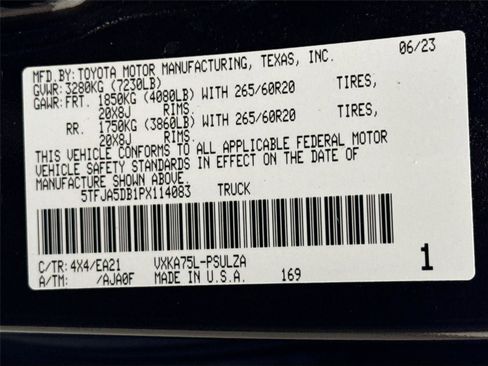 MFD.BY: TOYOTA MOTOR MANUFACTURING, TEXAS, INC. 06/23
GVWR: 3280KG (7230LB)
GAWR: FRT. 1850KG (4080LB) WITH 265/60R20 TIRES,
20X8J RIMS.
RR. 1750KG (3860LB) WITH 265/60R20 TIRES,
20X8J RIMS.
THIS VEHICLE CONFORMS TO ALL APPLICABLE FEDERAL MOTOR
VEHICLE SAFETY STANDARDS IN EFFECT ON THE DATE OF
MANUFACTURE SHOWN ABOVE.
5TFJA5DB1PX114083 TRUCK
C/TR: 4X4/EA21 VXKA75L-PSULZA
A/TM: /AJA0F MADE IN U.S.A. 169 1